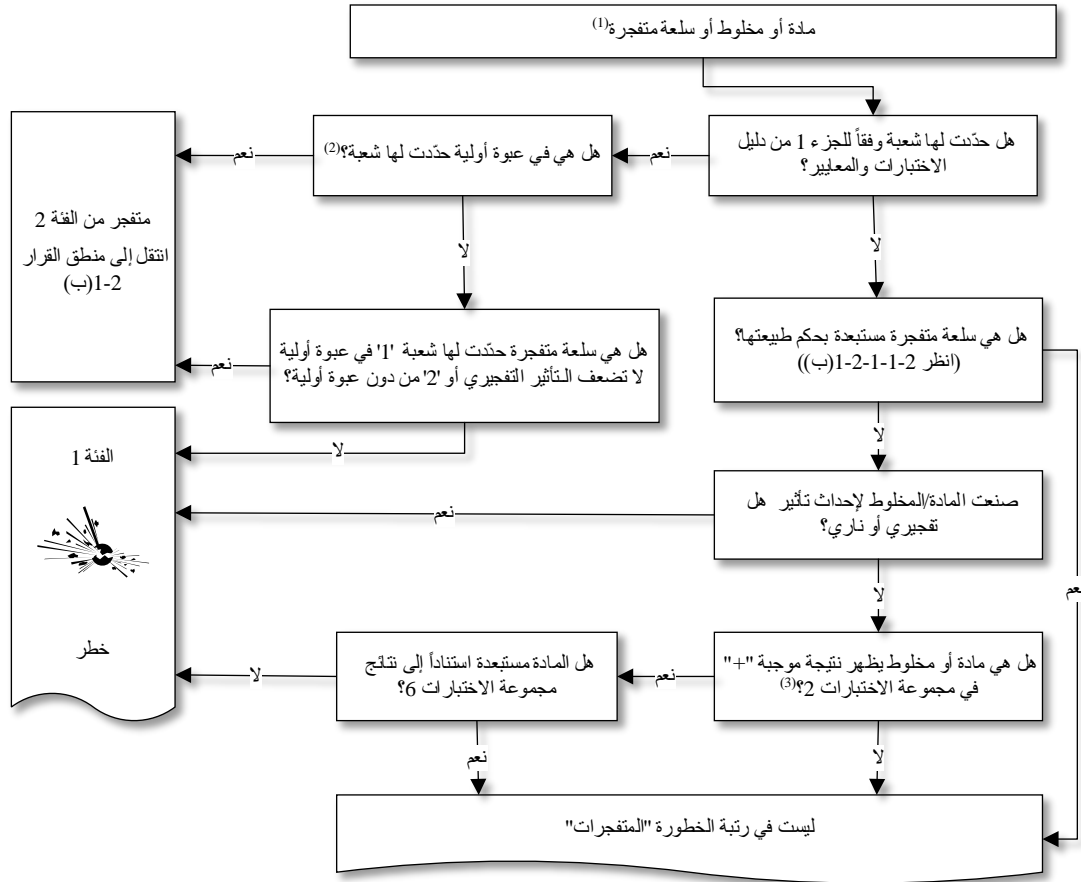 مادة أو مخلوط أو سلعة متفجرة(1)
هل حدّدت لها شعبة وفقاً للجزء 1 من دليل
الاختبارات والمعايير؟
نعم
هل هي في عبوة أولية حدّدت لها شعبة؟(2)
نعم
متفجر من الفئة 2
انتقل إلى منطق القرار
2-1(ب)
لا
لا
هل هي سلعة متفجرة مستبعدة بحكم طبيعتها؟
(انظر 2-1-1-2-1(ب))
هل هي سلعة متفجرة حدّدت لها شعبة '1' في عبوة أولية
لا تضعف التأثير التفجيري أو '2' من دون عبوة أولية؟
نعم
لا
لا
الفئة 1
صنعت المادة/المخلوط لإحداث تأثير هل
تفجيري أو ناري؟
نعم
نعم
لا
خطر
هل هي مادة أو مخلوط يظهر نتيجة موجبة "+"
في مجموعة الاختبارات 2؟(3)
نعم
هل المادة مستبعدة استناداً إلى نتائج
مجموعة الاختبارات 6؟
لا
لا
نعم
ليست في رتبة الخطورة "المتفجرات"